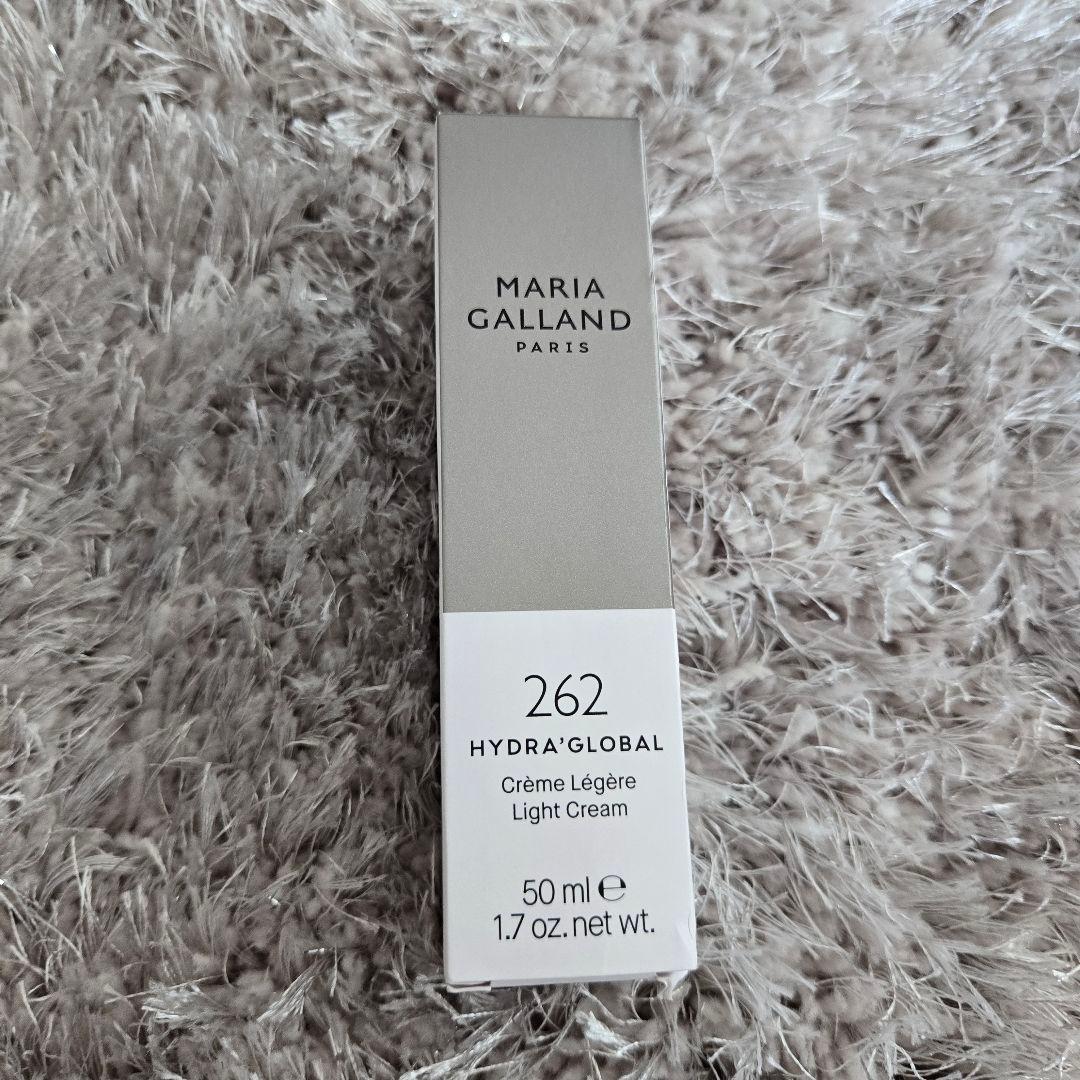 MARIA
GALLAND
PARIS
262
HYDRA'GLOBAL
Crème Légère
Light Cream
50 ml ℮
1.7 oz. net wt.